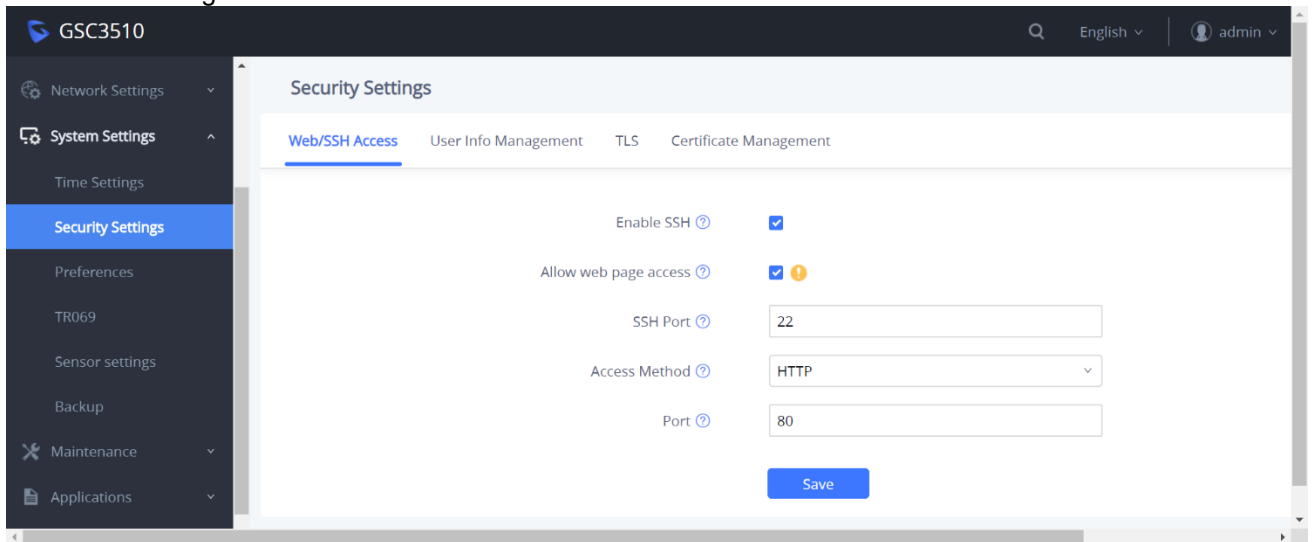 GSC3510
English
admin
Network Settings
System Settings
Time Settings
Security Settings
Preferences
TR069
Sensor settings
Backup
Maintenance
Applications
Security Settings
Web/SSH Access User Info Management TLS Certificate Management
Enable SSH ?
Allow web page access ? !
SSH Port ? 22
Access Method ? HTTP
Port ? 80
Save